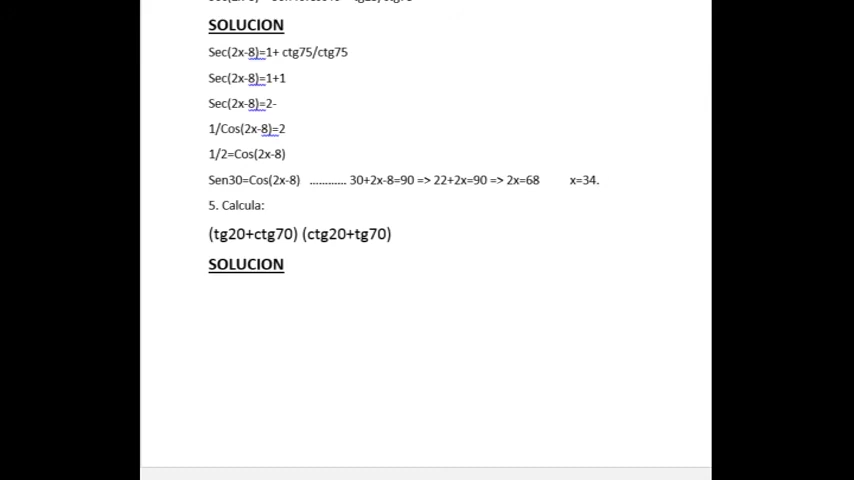 SOLUCION
Sec(2x-8)=1+ ctg75/ctg75
Sec(2x-8)=1+1
Sec(2x-8)=2-
1/Cos(2x-8)=2
1/2=Cos(2x-8)
Sen30=Cos(2x-8) ............ 30+2x-8=90 => 22+2x=90 => 2x=68 x=34.
5. Calcula:
(tg20+ctg70) (ctg20+tg70)
SOLUCION